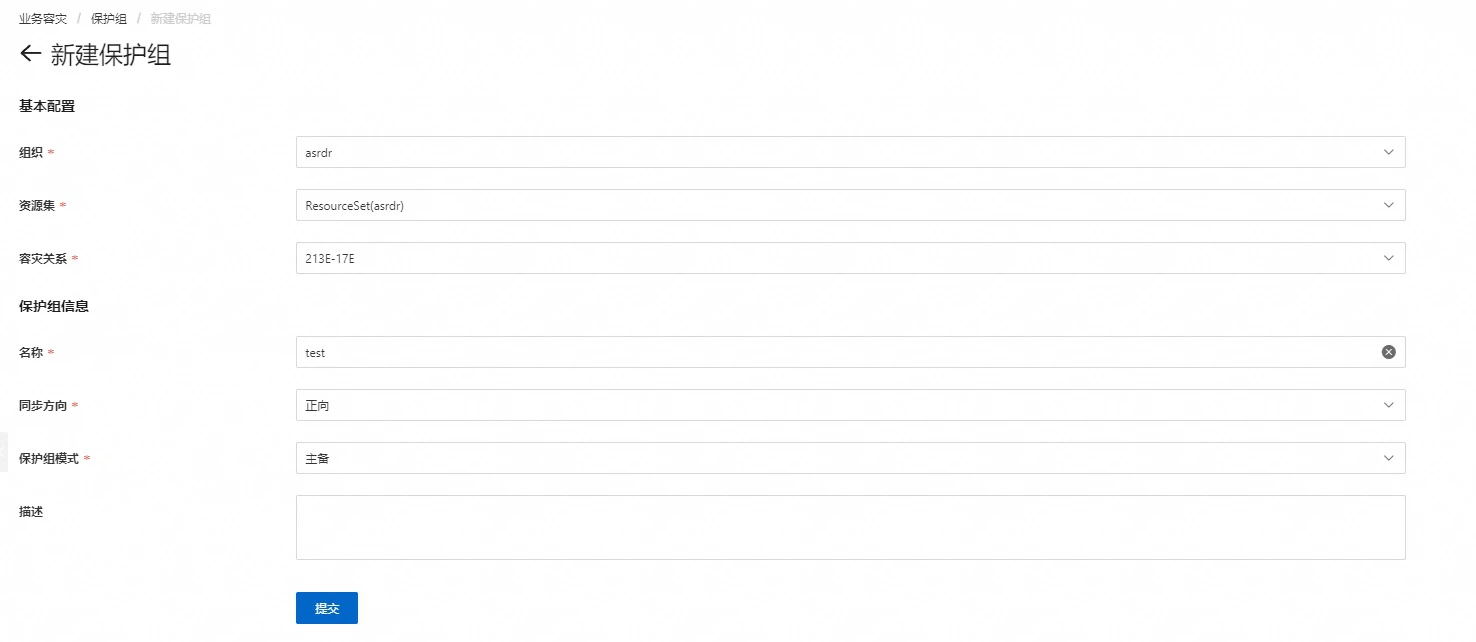 业务容灾 / 保护组 / 新建保护组
新建保护组
基本配置
组织 * asrdr
资源集 * ResourceSet(asrdr)
容灾关系 * 213E-17E
保护组信息
名称 * test
同步方向 * 正向
保护组模式 * 主备
描述
提交